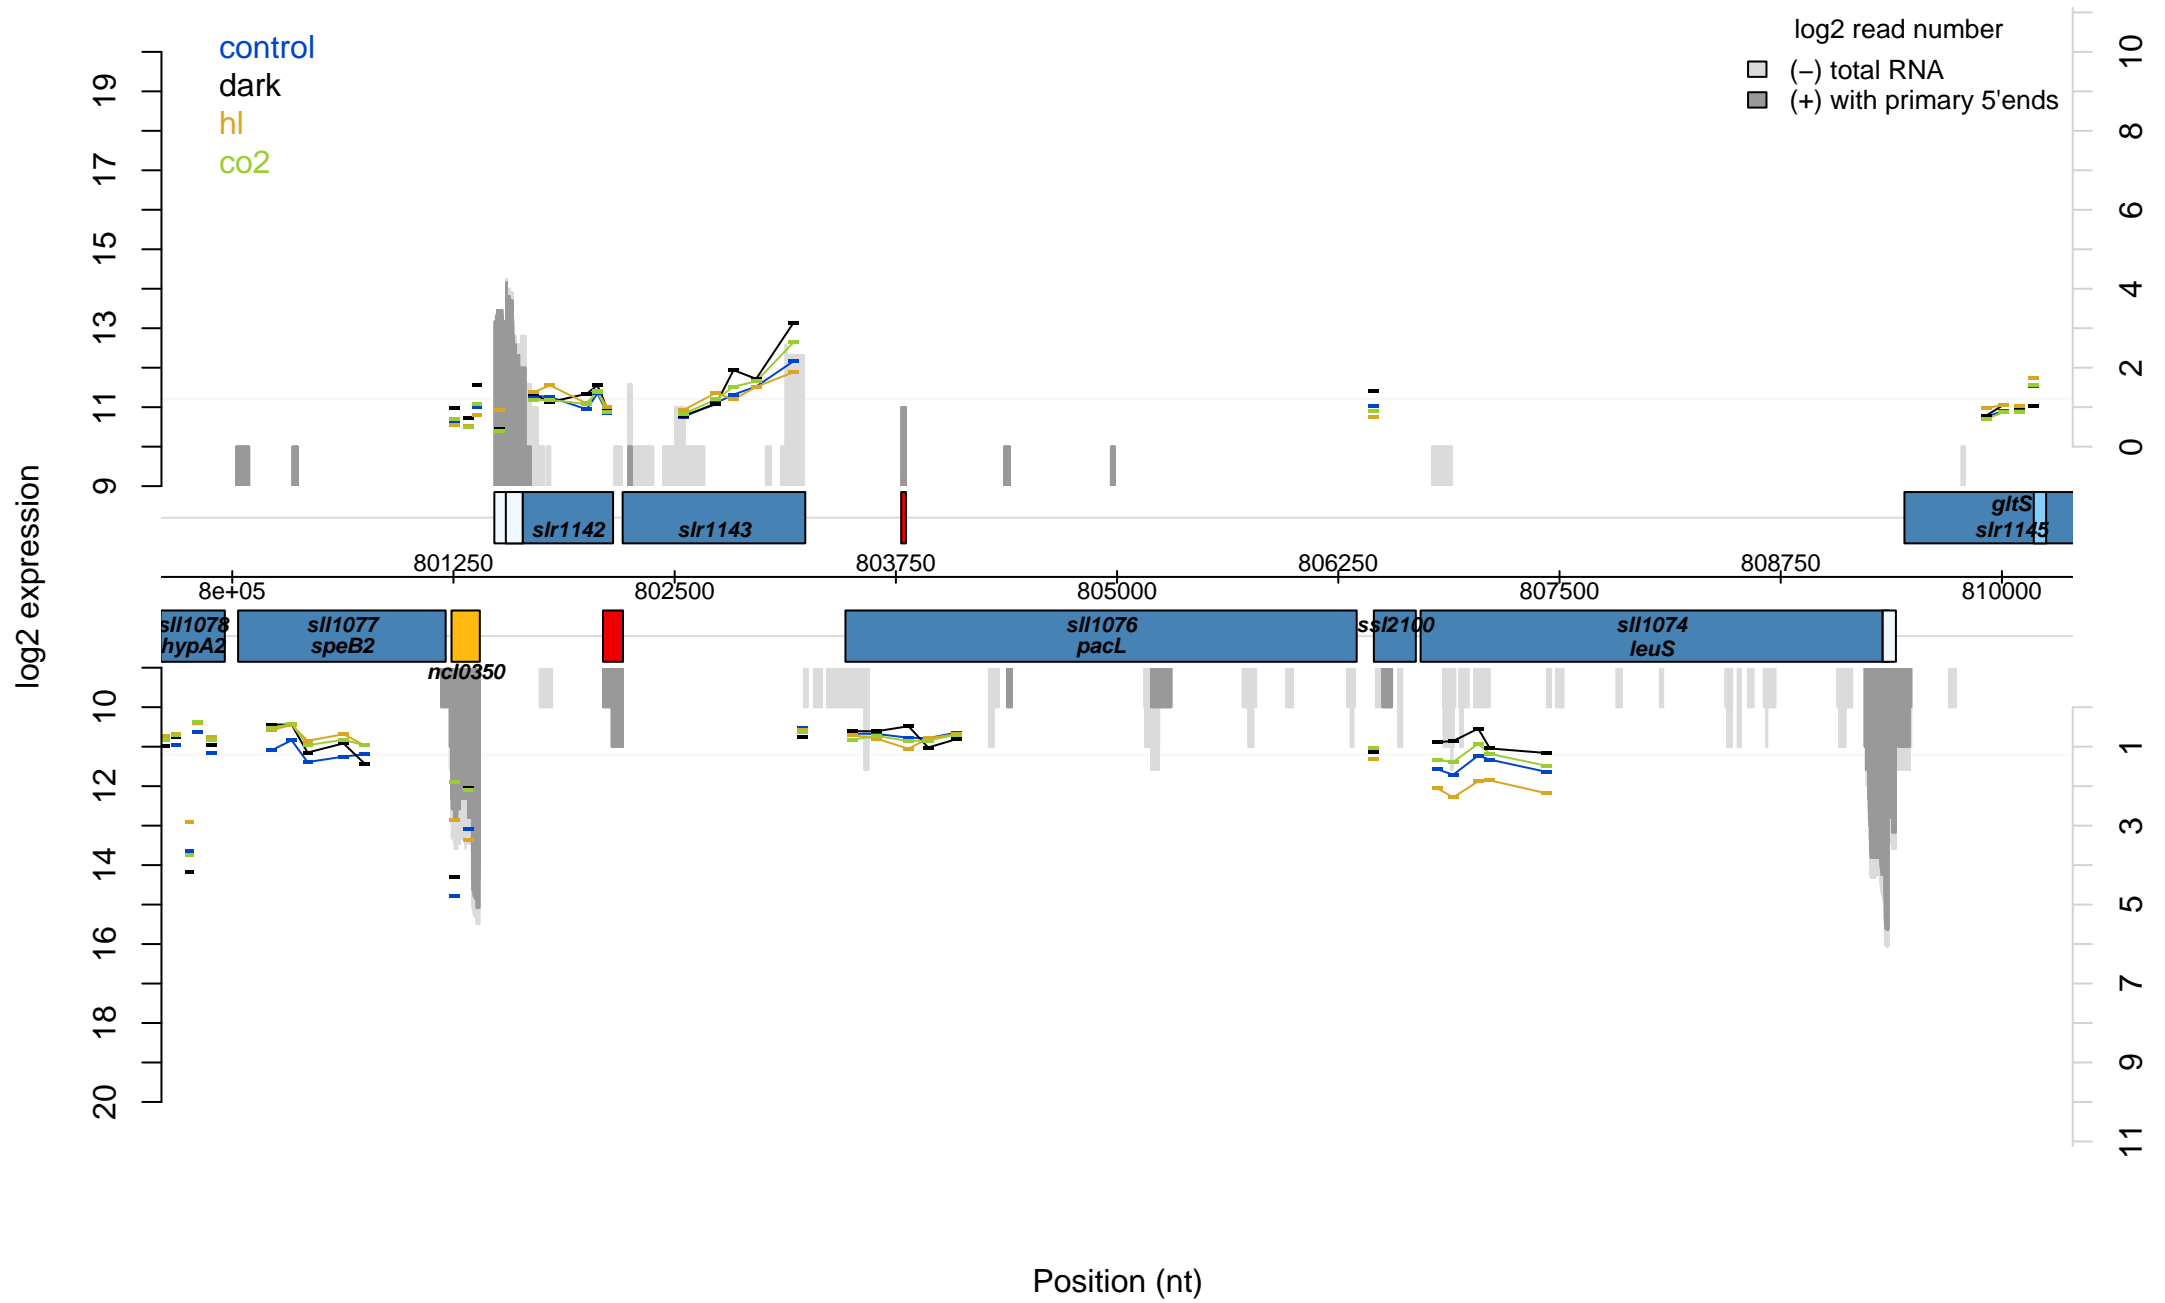 control
dark
hl
co2
log2 read number
(−) total RNA
(+) with primary 5'ends
19
17
15
13
11
9
10
8
6
4
2
0
log2 expression
slr1142
slr1143
gltS
slr1145
801250
803750
806250
808750
8e+05
802500
805000
807500
810000
sll1078
hypA2
sll1077
speB2
ncl0350
sll1076
pacL
ssl2100
sll1074
leuS
10
12
14
16
18
20
1
3
5
7
9
11
Position (nt)